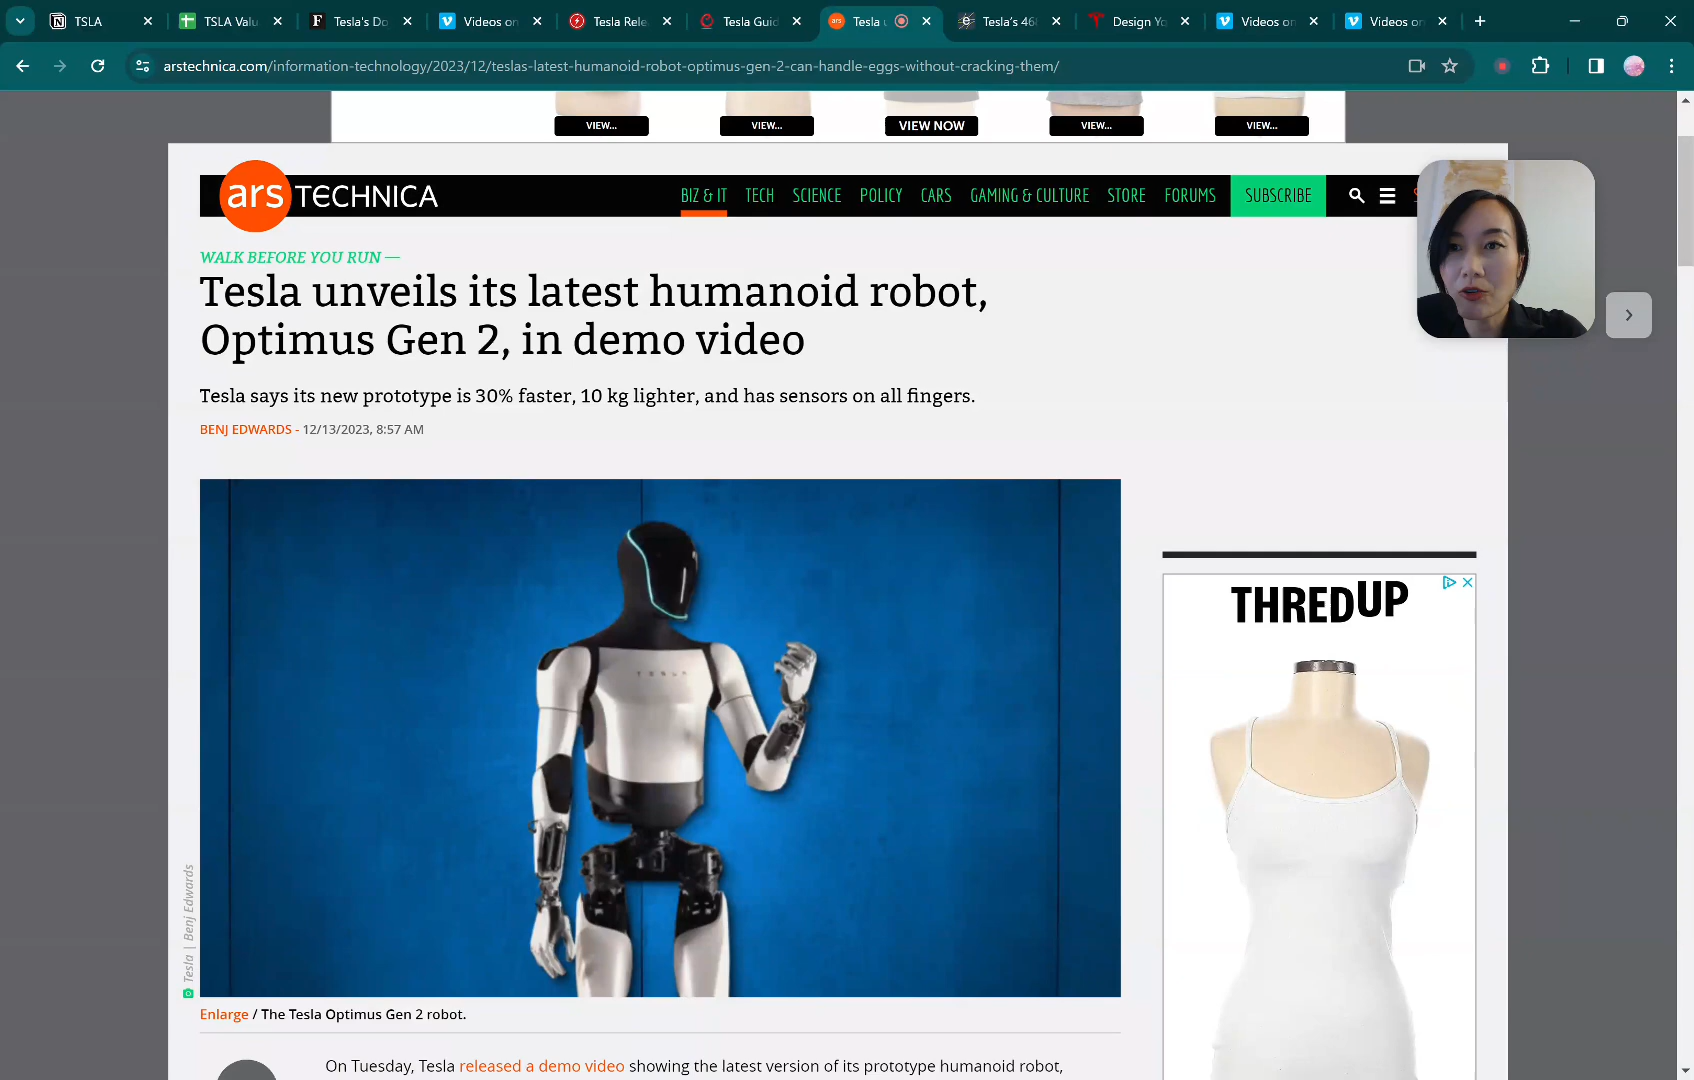 TSLA
TSLA Valu
Tesla's Do
Videos on
Tesla Rele
Tesla Guid
Tesla u
Tesla's 468
Design Yo
Videos on
Videos on
arstechnica.com/information-technology/2023/12/teslas-latest-humanoid-robot-optimus-gen-2-can-handle-eggs-without-cracking-them/
VIEW...
VIEW...
VIEW NOW
VIEW...
VIEW...
ars TECHNICA
BIZ & IT
TECH
SCIENCE
POLICY
CARS
GAMING & CULTURE
STORE
FORUMS
SUBSCRIBE
WALK BEFORE YOU RUN —
Tesla unveils its latest humanoid robot,
Optimus Gen 2, in demo video
Tesla says its new prototype is 30% faster, 10 kg lighter, and has sensors on all fingers.
BENJ EDWARDS - 12/13/2023, 8:57 AM
TESLA
Tesla | Benj Edwards
THREDUP
Enlarge / The Tesla Optimus Gen 2 robot.
On Tuesday, Tesla released a demo video showing the latest version of its prototype humanoid robot,